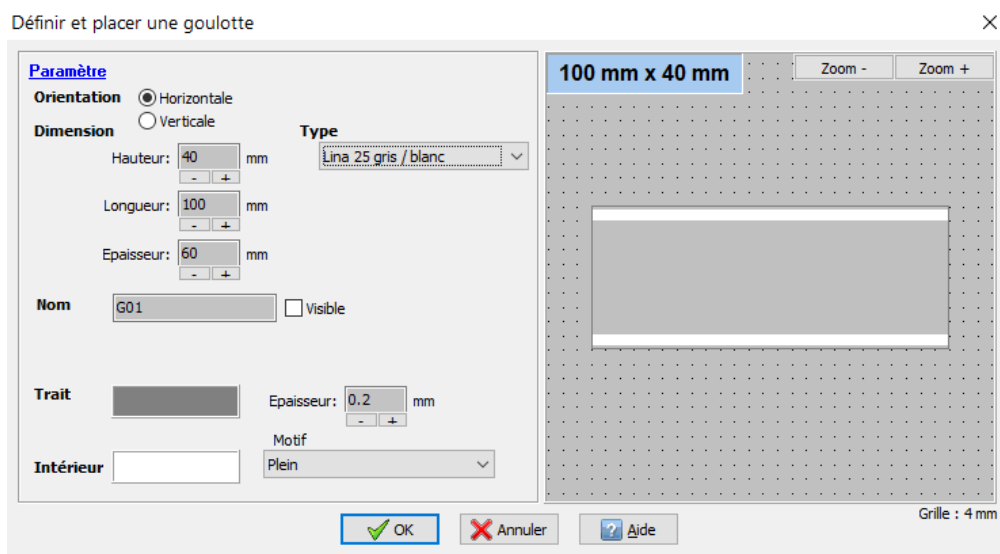 Définir et placer une goulotte
Paramètre
Orientation Horizontale
Verticale
Dimension
Type
Hauteur: 40 mm
Lina 25 gris / blanc
- +
Longueur: 100 mm
- +
Epaisseur: 60 mm
- +
Nom G01 Visible
Trait
Epaisseur: 0.2 mm
- +
Motif
Intérieur Plein
100 mm x 40 mm
Zoom - Zoom +
Grille : 4 mm
OK Annuler ? Aide